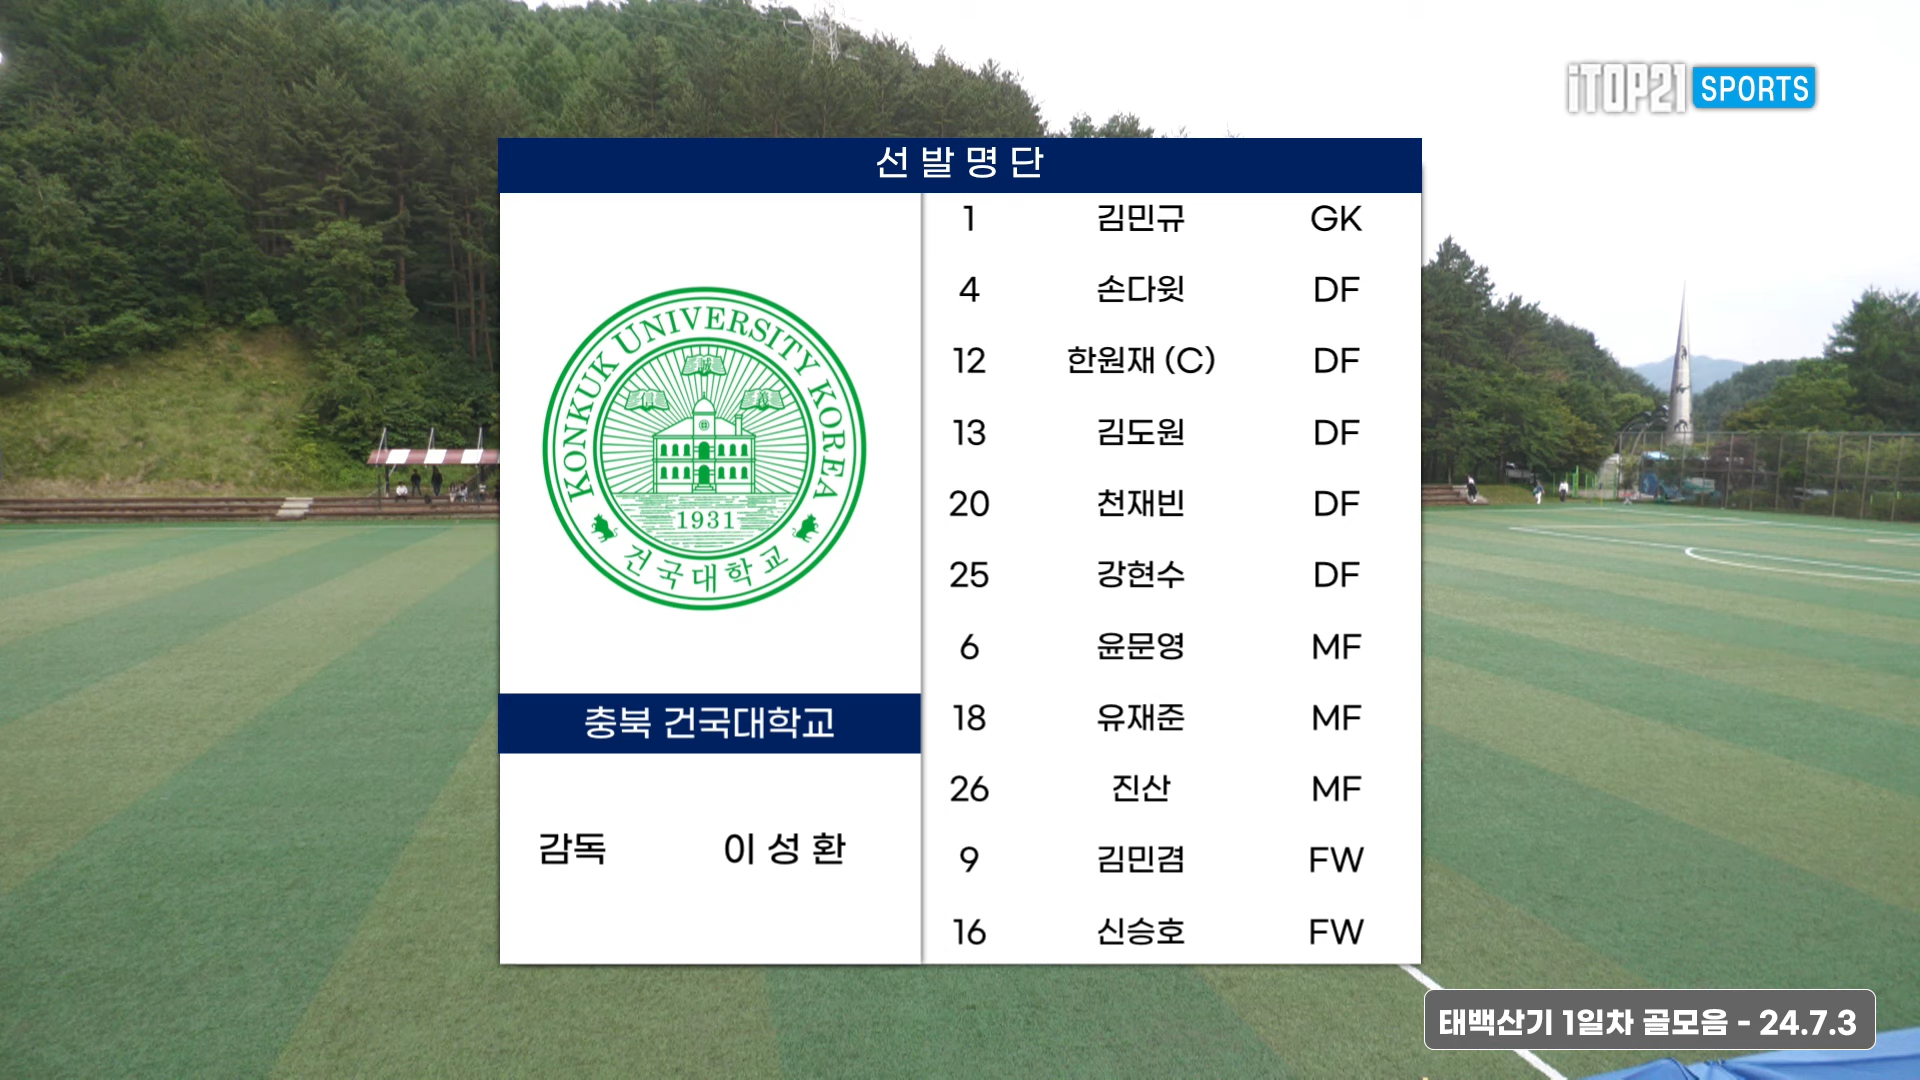 iTOP21 SPORTS
선발명단
KONKUK UNIVERSITY KOREA
誠
信 義
1931
건국대학교
충북 건국대학교
감독 이성환
1 김민규 GK
4 손다윗 DF
12 한원재 (C) DF
13 김도원 DF
20 천재빈 DF
25 강현수 DF
6 윤문영 MF
18 유재준 MF
26 진산 MF
9 김민겸 FW
16 신승호 FW
태백산기 1일차 골모음 - 24.7.3